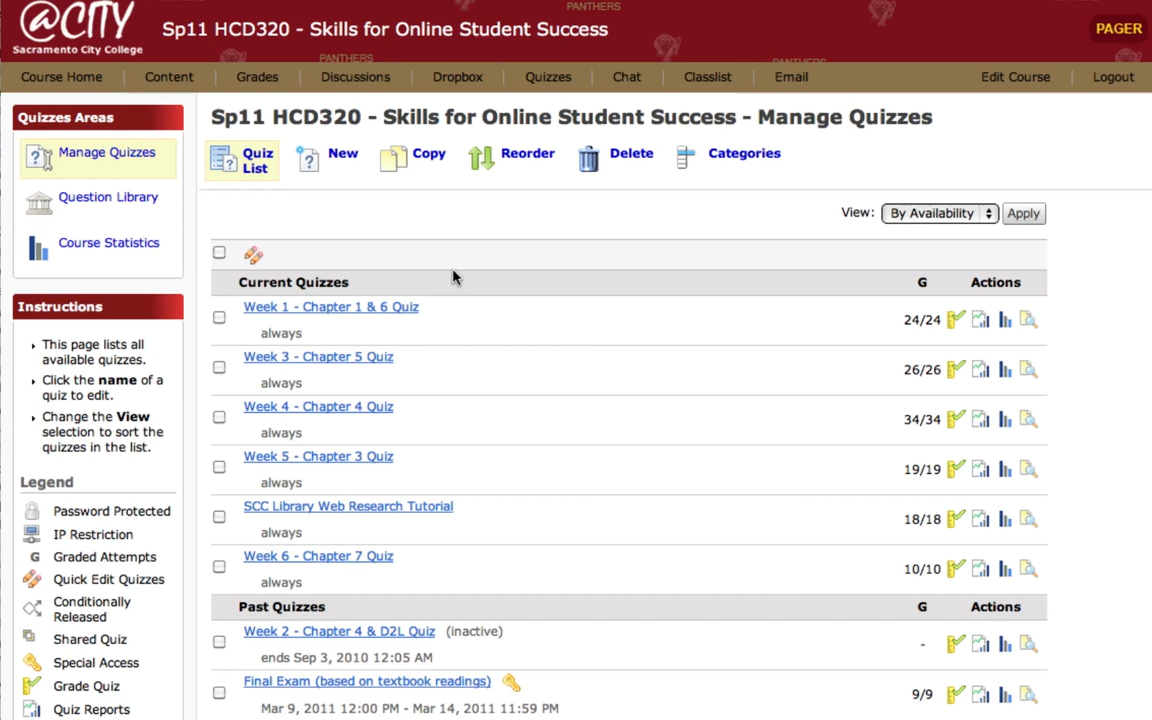 @CITY
Sacramento City College
Sp11 HCD320 - Skills for Online Student Success
PANTHERS
PANTHERS
PAGER
Course Home
Content
Grades
Discussions
Dropbox
Quizzes
Chat
Classlist
Email
Edit Course
Logout
Quizzes Areas
Manage Quizzes
Question Library
Course Statistics
Instructions
This page lists all
available quizzes.
Click the name of a
quiz to edit.
Change the View
selection to sort the
quizzes in the list.
Legend
Password Protected
IP Restriction
G Graded Attempts
Quick Edit Quizzes
Conditionally
Released
Shared Quiz
Special Access
Grade Quiz
Quiz Reports
Sp11 HCD320 - Skills for Online Student Success - Manage Quizzes
Quiz
List
New
Copy
Reorder
Delete
Categories
View: By Availability Apply
Current Quizzes G Actions
Week 1 - Chapter 1 & 6 Quiz
always
24/24
Week 3 - Chapter 5 Quiz
always
26/26
Week 4 - Chapter 4 Quiz
always
34/34
Week 5 - Chapter 3 Quiz
always
19/19
SCC Library Web Research Tutorial
always
18/18
Week 6 - Chapter 7 Quiz
always
10/10
Past Quizzes G Actions
Week 2 - Chapter 4 & D2L Quiz (inactive)
ends Sep 3, 2010 12:05 AM
-
Final Exam (based on textbook readings)
Mar 9, 2011 12:00 PM - Mar 14, 2011 11:59 PM
9/9